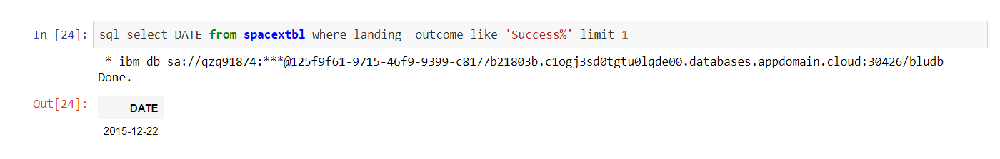 In [24]: sql select DATE from spacextbl where landing__outcome like 'Success%' limit 1
* ibm_db_sa://qzq91874:***@125f9f61-9715-46f9-9399-c8177b21803b.c1ogj3sd0tgtu0lqde00.databases.appdomain.cloud:30426/bludb
Done.
Out[24]:
DATE
2015-12-22